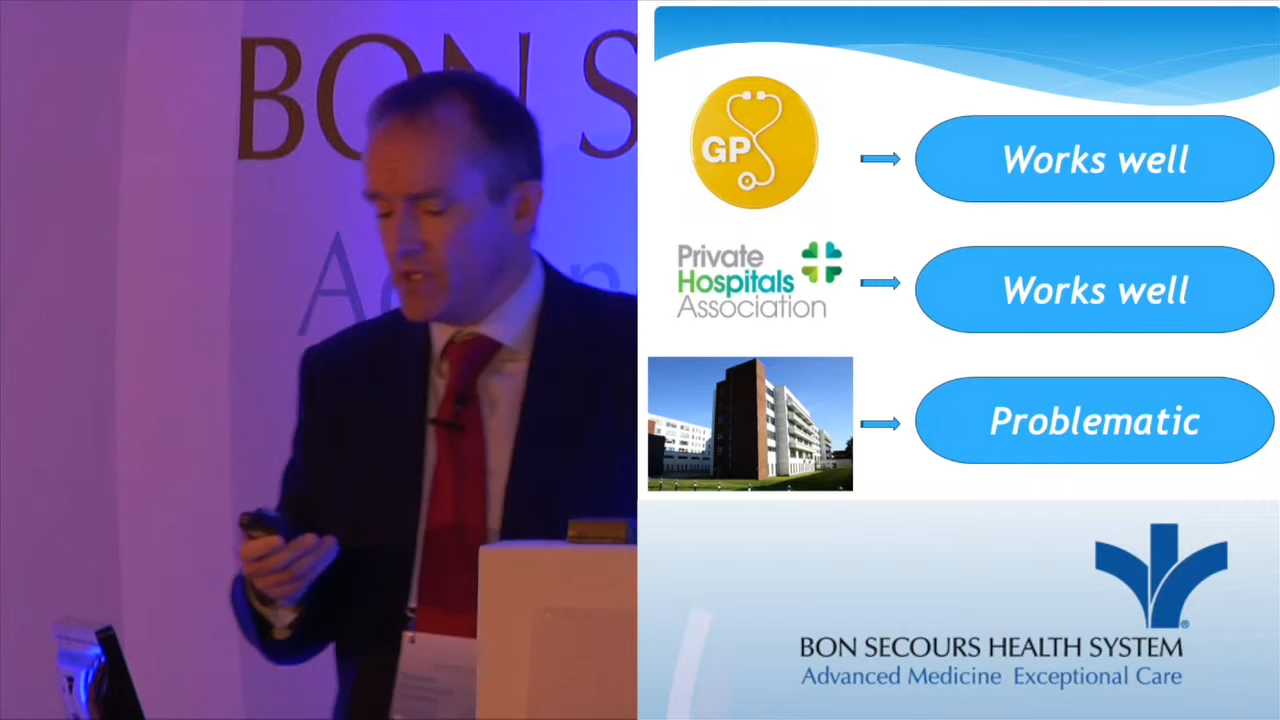 BON S
A
GP
Works well
Private
Hospitals
Association
Works well
Problematic
BON SECOURS HEALTH SYSTEM
Advanced Medicine Exceptional Care